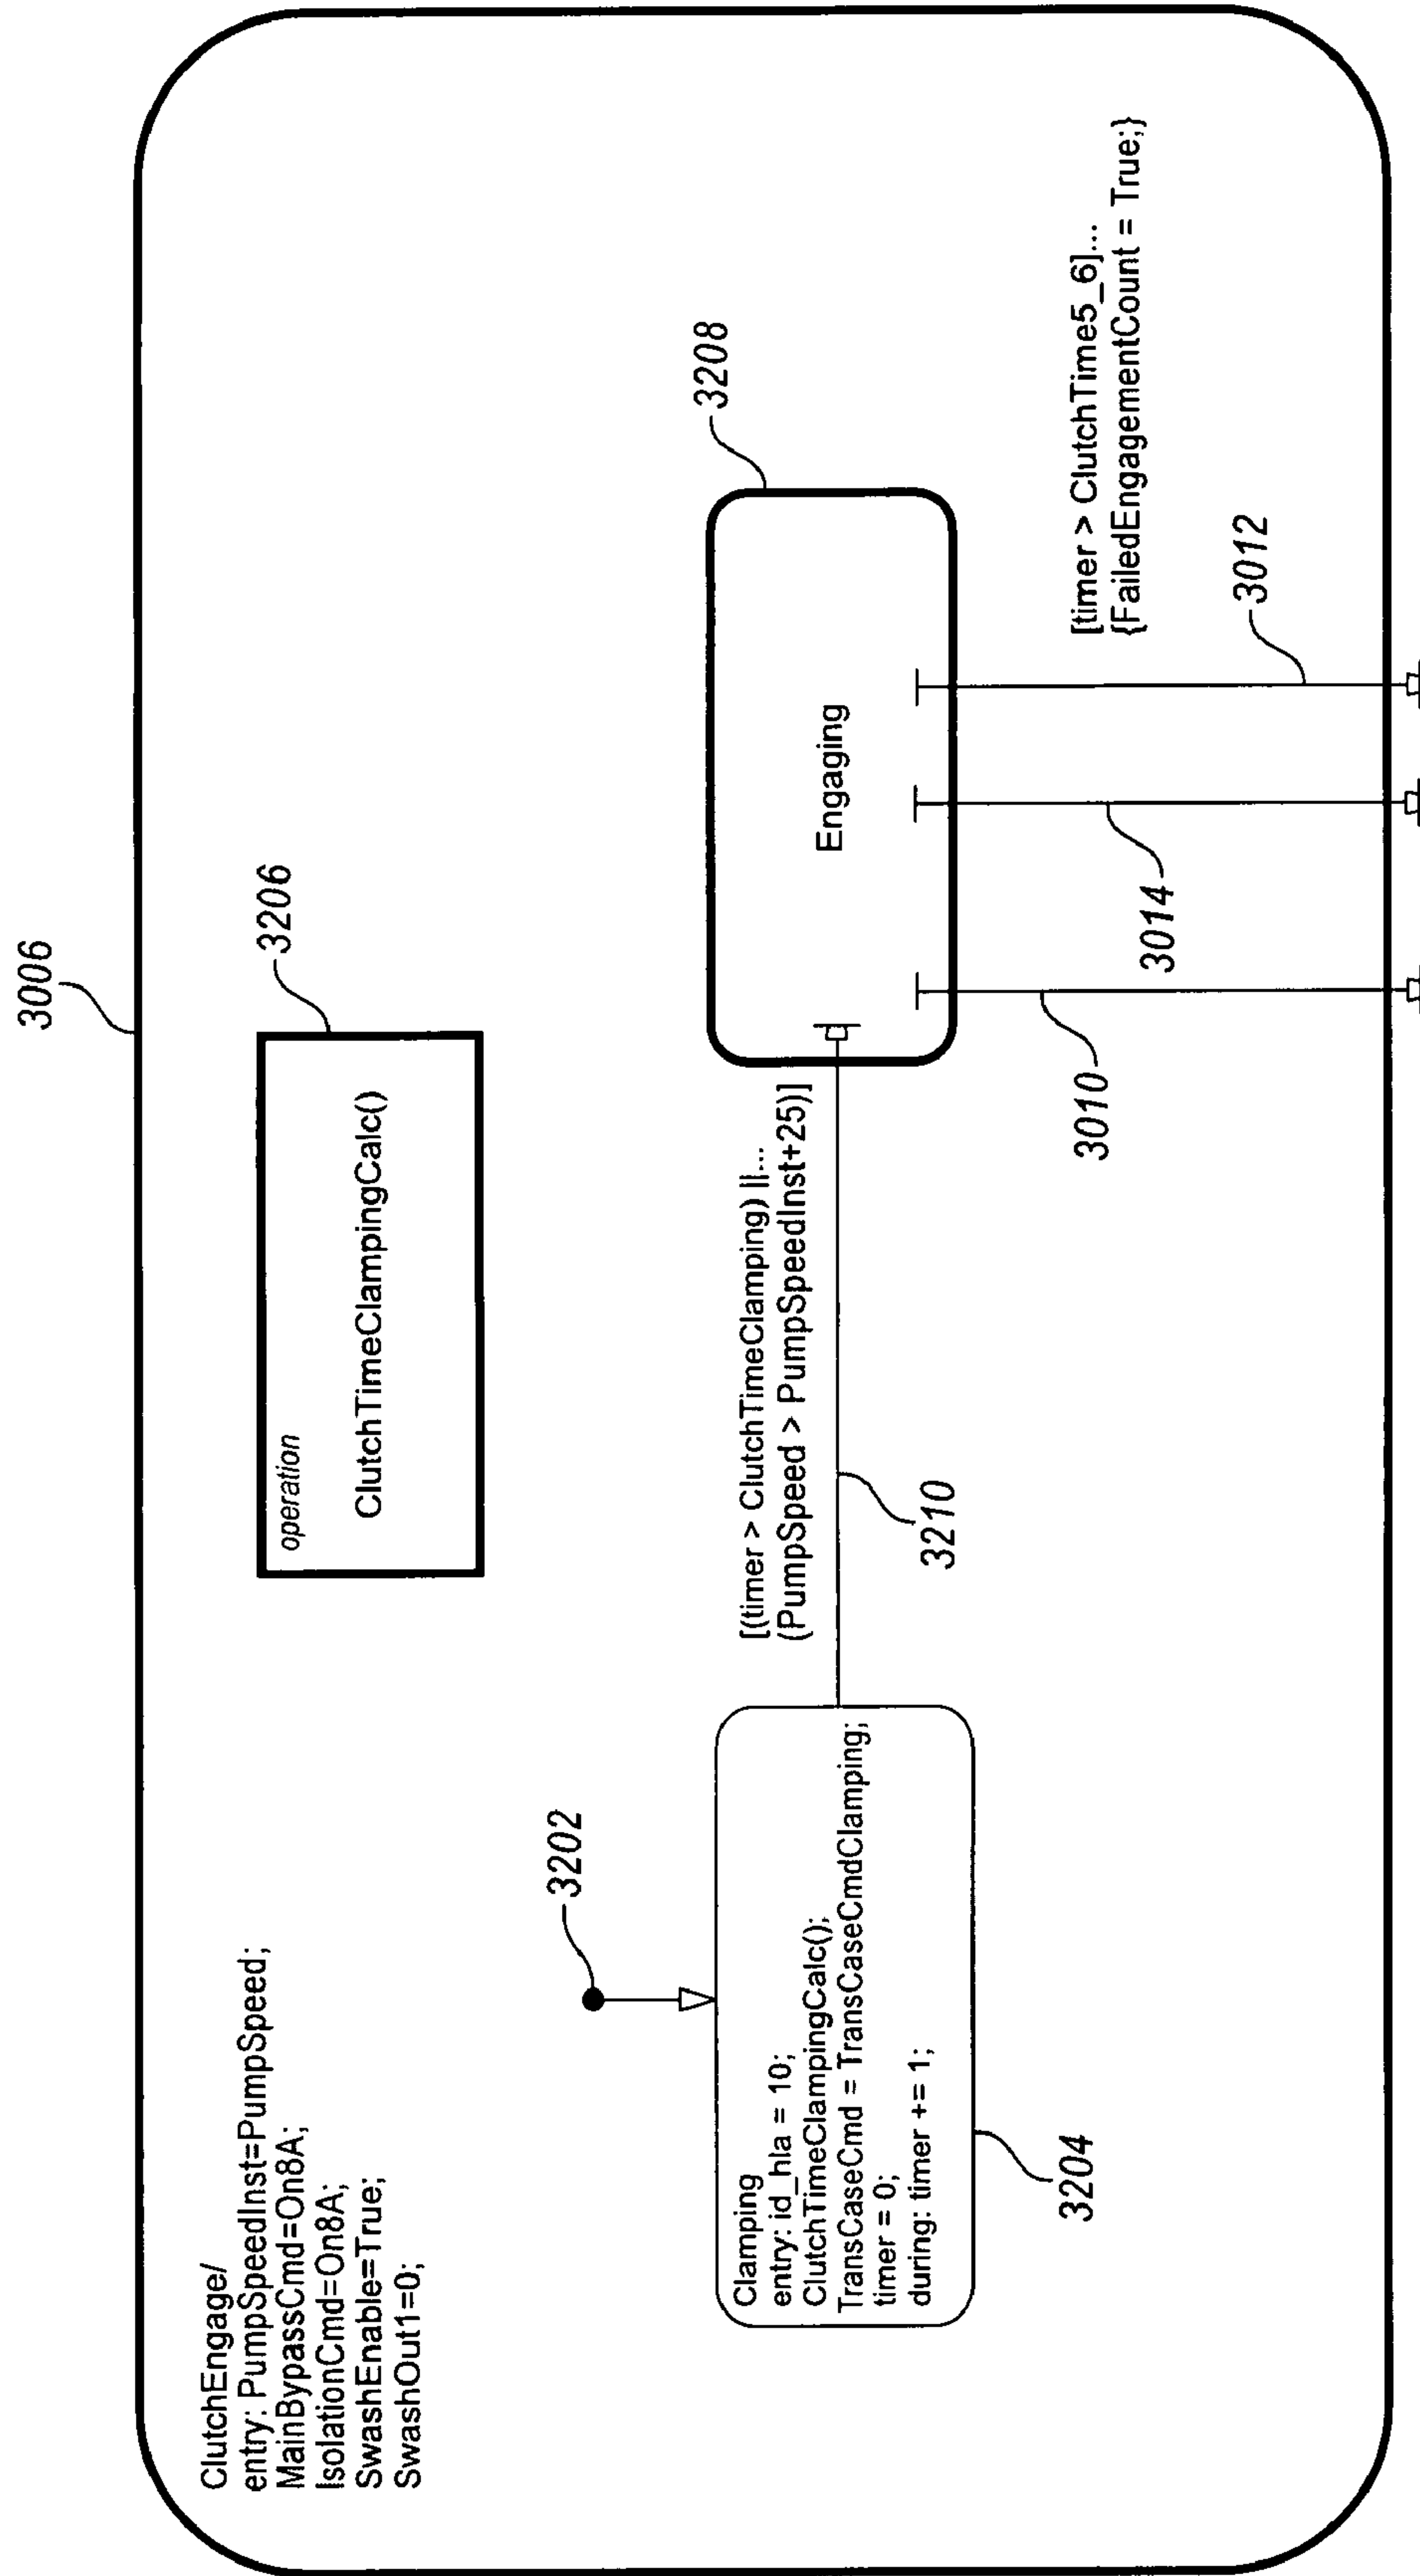 3006
ClutchEngage/
entry: PumpSpeedInst=PumpSpeed;
MainBypassCmd=On8A;
IsolationCmd=On8A;
SwashEnable=True;
SwashOut1=0;
3206
operation
ClutchTimeClampingCalc()
3202
Clamping
entry: id_hla = 10;
ClutchTimeClampingCalc();
TransCaseCmd = TransCaseCmdClamping;
timer = 0;
during: timer += 1;
3204
[(timer > ClutchTimeClamping) ||...
(PumpSpeed > PumpSpeedInst+25)]
3210
3208
Engaging
3010
3014
3012
[timer > ClutchTime5_6]...
{FailedEngagementCount = True;}